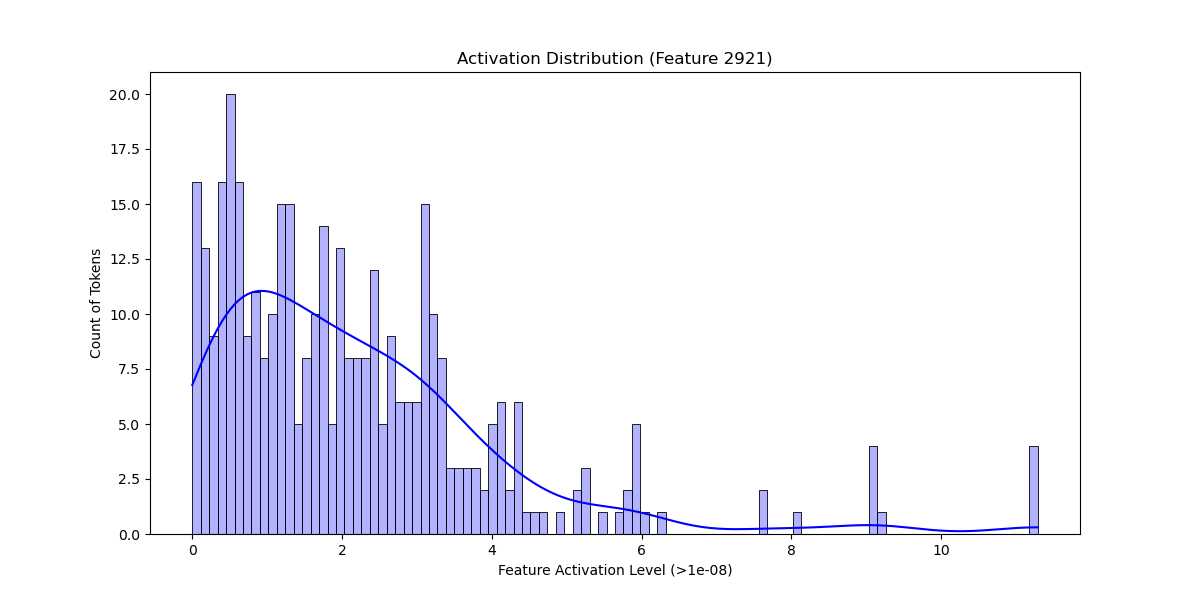 Activation Distribution (Feature 2921)
20.0
17.5
15.0
12.5
10.0
7.5
5.0
2.5
0.0
Count of Tokens
0 2 4 6 8 10
Feature Activation Level (>1e-08)